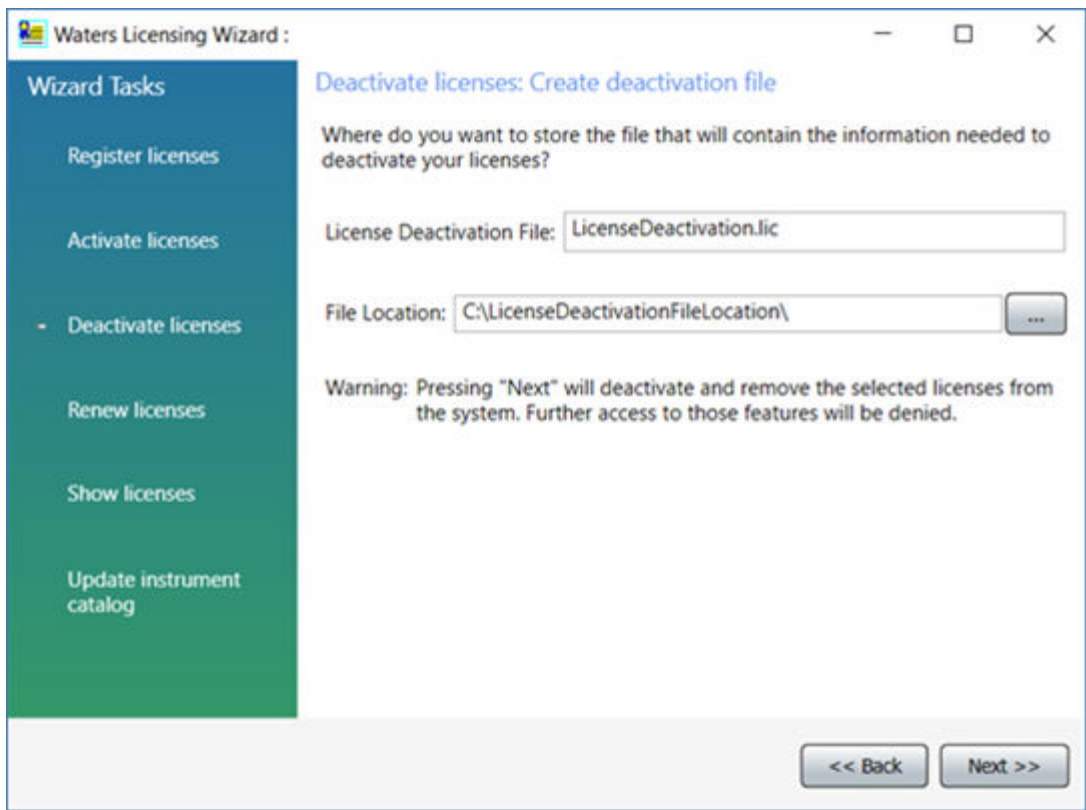 Waters Licensing Wizard :
Wizard Tasks
Register licenses
Activate licenses
- Deactivate licenses
Renew licenses
Show licenses
Update instrument
catalog
Deactivate licenses: Create deactivation file
Where do you want to store the file that will contain the information needed to
deactivate your licenses?
License Deactivation File: LicenseDeactivation.lic
File Location: C:\LicenseDeactivationFileLocation\ ...
Warning: Pressing "Next" will deactivate and remove the selected licenses from
the system. Further access to those features will be denied.
<< Back Next >>